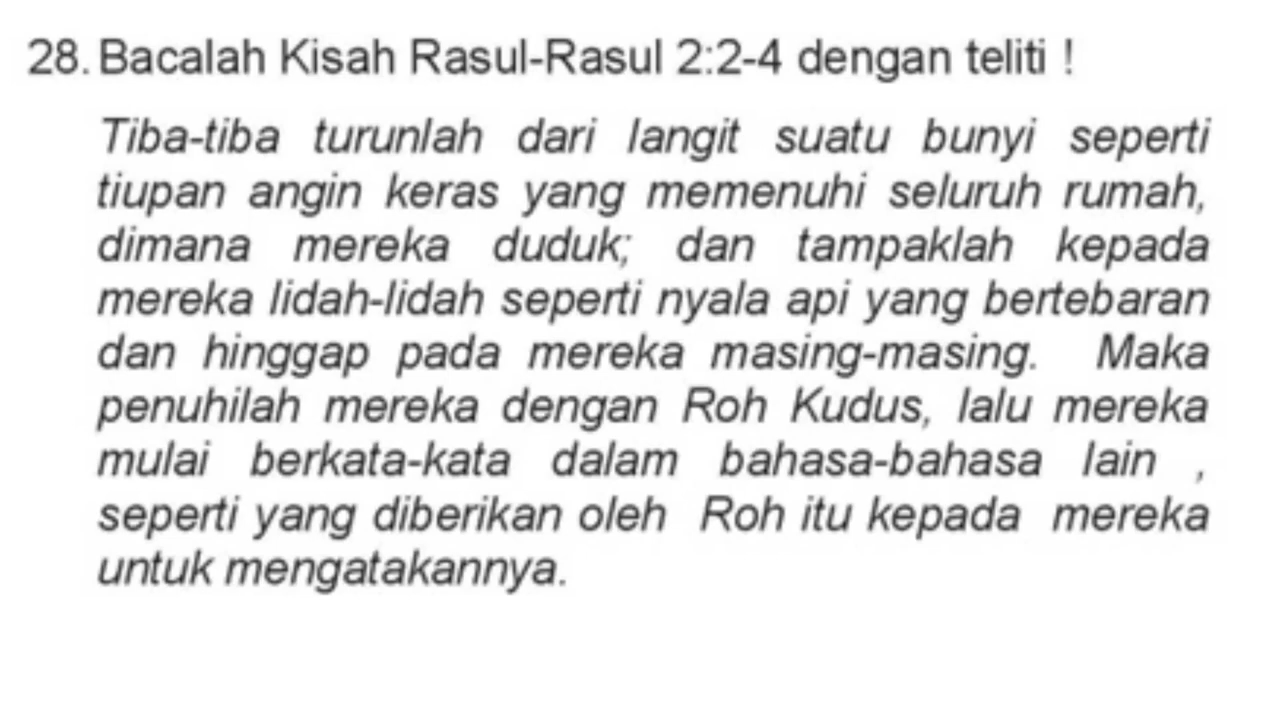 28. Bacalah Kisah Rasul-Rasul 2:2-4 dengan teliti !
Tiba-tiba turunlah dari langit suatu bunyi seperti
tiupan angin keras yang memenuhi seluruh rumah,
dimana mereka duduk; dan tampaklah kepada
mereka lidah-lidah seperti nyala api yang bertebaran
dan hinggap pada mereka masing-masing. Maka
penuhilah mereka dengan Roh Kudus, lalu mereka
mulai berkata-kata dalam bahasa-bahasa lain ,
seperti yang diberikan oleh Roh itu kepada mereka
untuk mengatakannya.